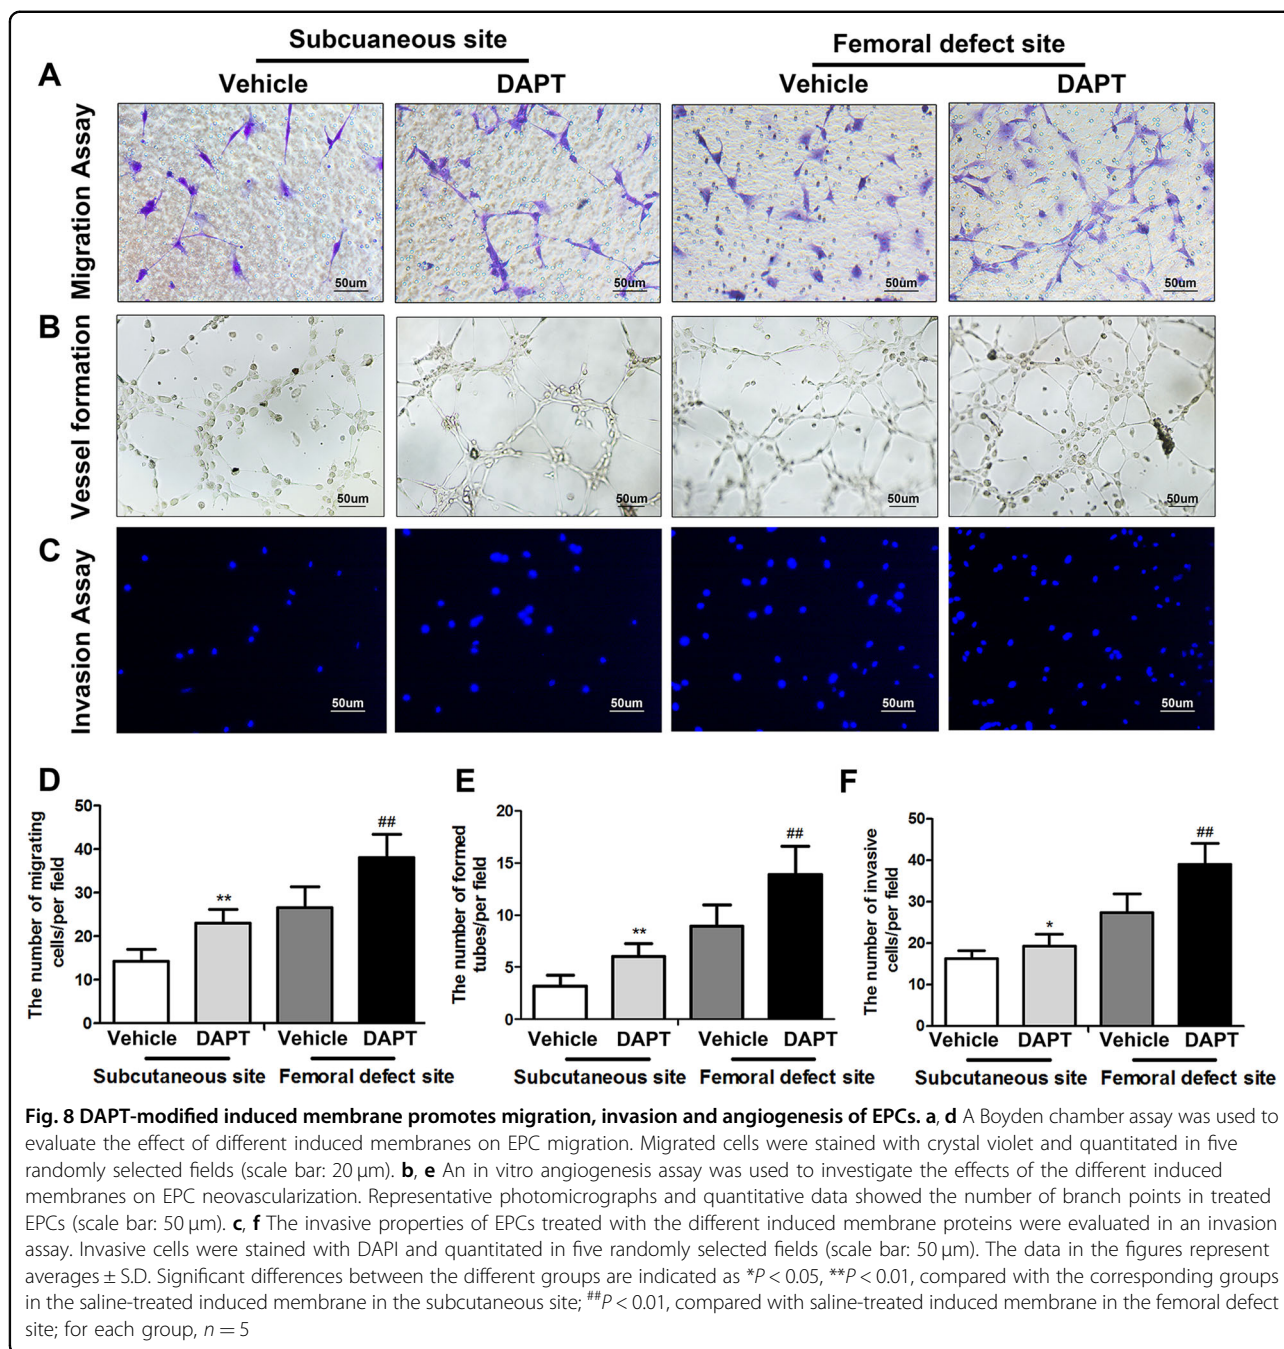 Subcuaneous site
Femoral defect site
A
Vehicle
DAPT
Vehicle
DAPT
Migration Assay
50um
50um
50um
50um
B
Vessel formation
50um
50um
50um
50um
C
Invasion Assay
50um
50um
50um
50um
D
The number of migrating
cells/per field
50
40
30
20
10
0
**
##
Vehicle DAPT Vehicle DAPT
Subcutaneous site Femoral defect site
E
The number of formed
tubes/per field
20
15
10
5
0
**
##
Vehicle DAPT Vehicle DAPT
Subcutaneous site Femoral defect site
F
The number of invasive
cells/per field
50
40
30
20
10
0
*
##
Vehicle DAPT Vehicle DAPT
Subcutaneous site Femoral defect site
Fig. 8 DAPT-modified induced membrane promotes migration, invasion and angiogenesis of EPCs. a, d A Boyden chamber assay was used to
evaluate the effect of different induced membranes on EPC migration. Migrated cells were stained with crystal violet and quantitated in five
randomly selected fields (scale bar: 20 μm). b, e An in vitro angiogenesis assay was used to investigate the effects of the different induced
membranes on EPC neovascularization. Representative photomicrographs and quantitative data showed the number of branch points in treated
EPCs (scale bar: 50 μm). c, f The invasive properties of EPCs treated with the different induced membrane proteins were evaluated in an invasion
assay. Invasive cells were stained with DAPI and quantitated in five randomly selected fields (scale bar: 50 μm). The data in the figures represent
averages ± S.D. Significant differences between the different groups are indicated as *P < 0.05, **P < 0.01, compared with the corresponding groups
in the saline-treated induced membrane in the subcutaneous site; ##P < 0.01, compared with saline-treated induced membrane in the femoral defect
site; for each group, n = 5